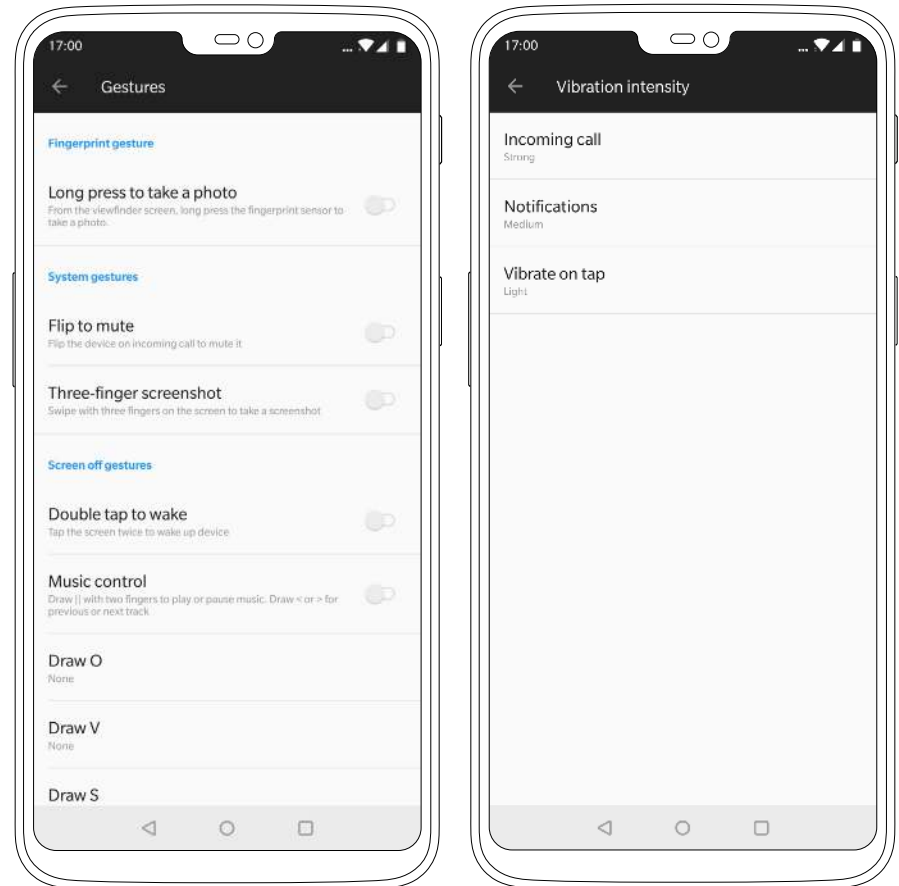 17:00
...
Gestures
Fingerprint gesture
Long press to take a photo
From the viewfinder screen, long press the fingerprint sensor to
take a photo.
System gestures
Flip to mute
Flip the device on incoming call to mute it
Three-finger screenshot
Swipe with three fingers on the screen to take a screenshot
Screen off gestures
Double tap to wake
Tap the screen twice to wake up device
Music control
Draw || with two fingers to play or pause music. Draw < or > for
previous or next track
Draw O
None
Draw V
None
Draw S
17:00
...
Vibration intensity
Incoming call
Strong
Notifications
Medium
Vibrate on tap
Light